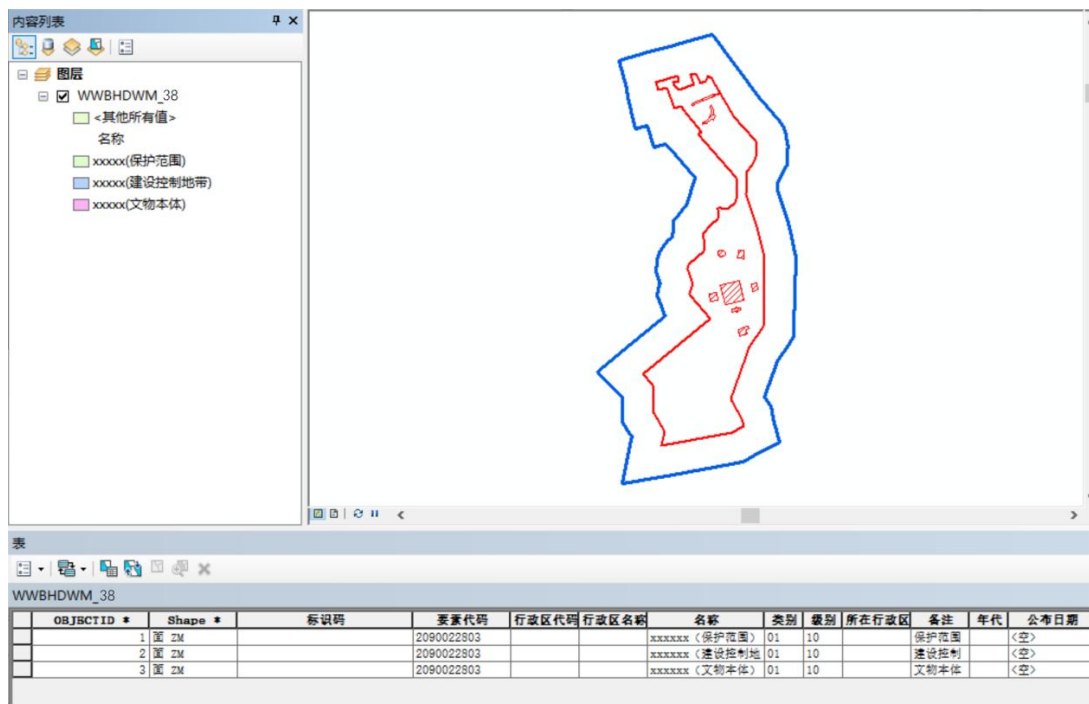 内容列表
图层
WWBHDWM_38
<其他所有值>
名称
xxxxx(保护范围)
xxxxx(建设控制地带)
xxxxx(文物本体)
表
WWBHDWM_38
OBJECTID * Shape * 标识码 要素代码 行政区代码 行政区名称 名称 类别 级别 所在行政区 备注 年代 公布日期
1 面 ZM 2090022803 xxxxxx（保护范围） 01 10 保护范围 <空>
2 面 ZM 2090022803 xxxxxx（建设控制地 01 10 建设控制 <空>
3 面 ZM 2090022803 xxxxxx（文物本体） 01 10 文物本体 <空>